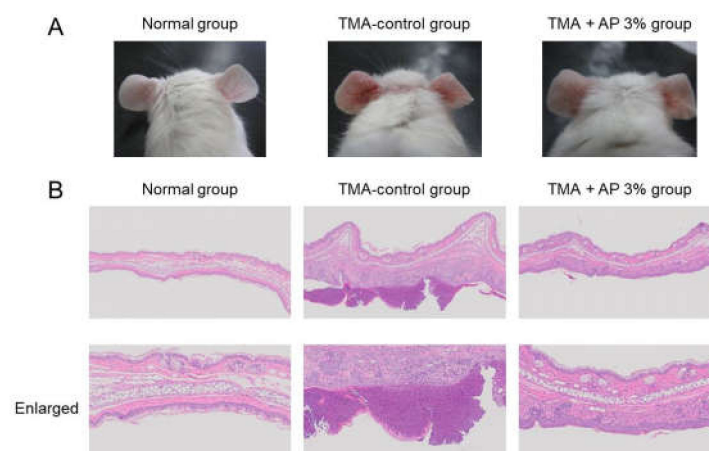 A
Normal group
TMA-control group
TMA + AP 3% group
B
Normal group
TMA-control group
TMA + AP 3% group
Enlarged